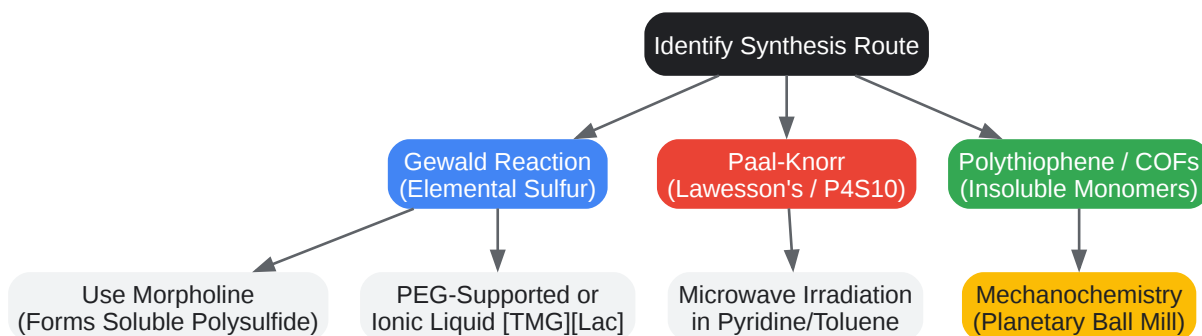 Identify Synthesis Route
Gewald Reaction
(Elemental Sulfur)
Paal-Knorr
(Lawesson's / P4S10)
Polythiophene / COFs
(Insoluble Monomers)
Use Morpholine
(Forms Soluble Polysulfide)
PEG-Supported or
Ionic Liquid [TMG][Lac]
Microwave Irradiation
in Pyridine/Toluene
Mechanochemistry
(Planetary Ball Mill)